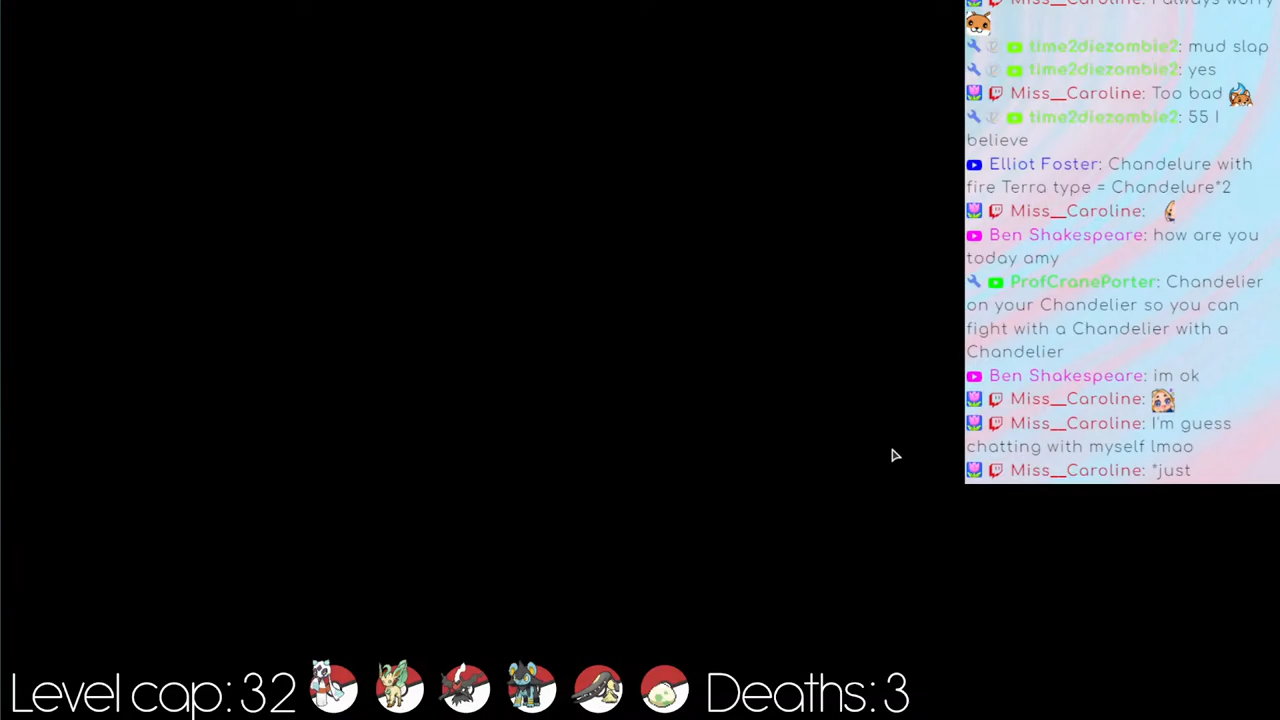 Miss__Caroline: I always worry
time2diezombie2: mud slap
time2diezombie2: yes
Miss__Caroline: Too bad
time2diezombie2: 55 I
believe
Elliot Foster: Chandelure with
fire Terra type = Chandelure*2
Miss__Caroline:
Ben Shakespeare: how are you
today amy
ProfCranePorter: Chandelier
on your Chandelier so you can
fight with a Chandelier with a
Chandelier
Ben Shakespeare: im ok
Miss__Caroline:
Miss__Caroline: I'm guess
chatting with myself lmao
Miss__Caroline: *just
Level cap: 32
Deaths: 3